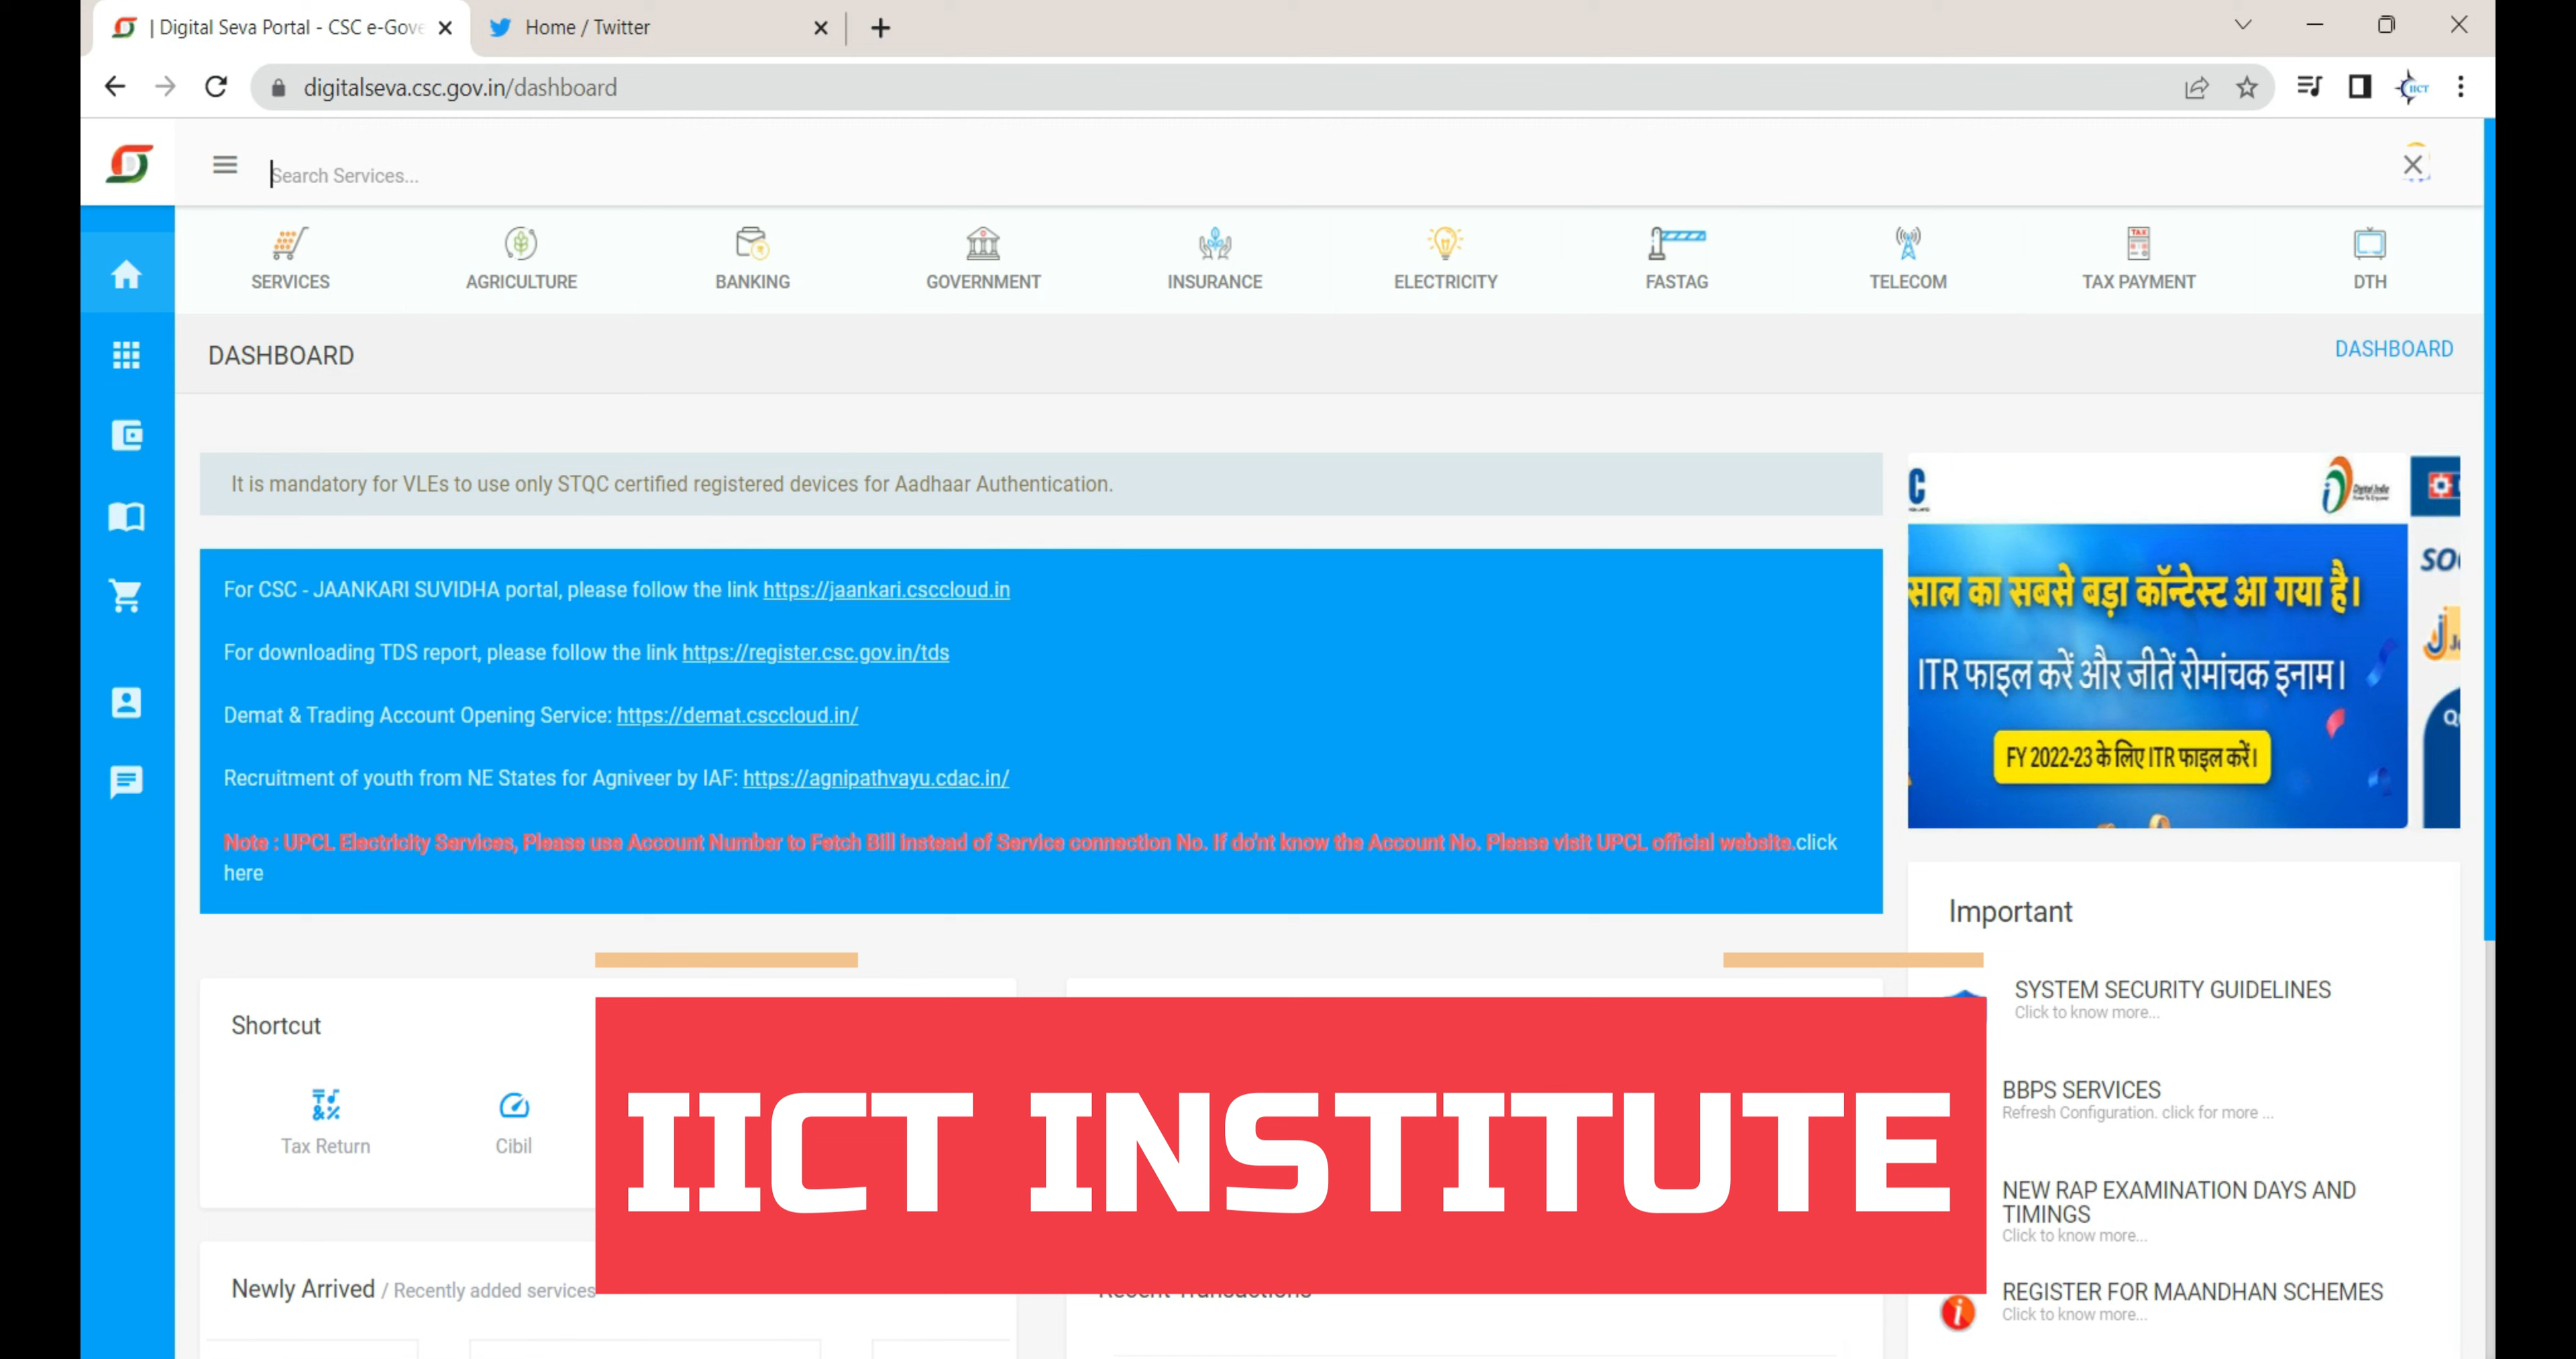 | Digital Seva Portal - CSC e-Gove
Home / Twitter
digitalseva.csc.gov.in/dashboard
IICT
Search Services...
SERVICES
AGRICULTURE
BANKING
GOVERNMENT
INSURANCE
ELECTRICITY
FASTAG
TELECOM
TAX PAYMENT
DTH
DASHBOARD
DASHBOARD
It is mandatory for VLEs to use only STQC certified registered devices for Aadhaar Authentication.
For CSC - JAANKARI SUVIDHA portal, please follow the link https://jaankari.csccloud.in
For downloading TDS report, please follow the link https://register.csc.gov.in/tds
Demat & Trading Account Opening Service: https://demat.csccloud.in/
Recruitment of youth from NE States for Agniveer by IAF: https://agnipathvayu.cdac.in/
Note : UPCL Electricity Services, Please use Account Number to Fetch Bill instead of Service connection No. If do'nt know the Account No. Please visit UPCL official website.click
here
Digital India
साल का सबसे बड़ा कॉन्टेस्ट आ गया है।
ITR फाइल करें और जीतें रोमांचक इनाम।
FY 2022-23 के लिए ITR फाइल करें।
Important
SYSTEM SECURITY GUIDELINES
Click to know more...
BBPS SERVICES
Refresh Configuration. click for more ...
NEW RAP EXAMINATION DAYS AND
TIMINGS
Click to know more...
REGISTER FOR MAANDHAN SCHEMES
Click to know more...
Shortcut
Tax Return
Cibil
IICT INSTITUTE
Newly Arrived / Recently added services
Recent Transactions